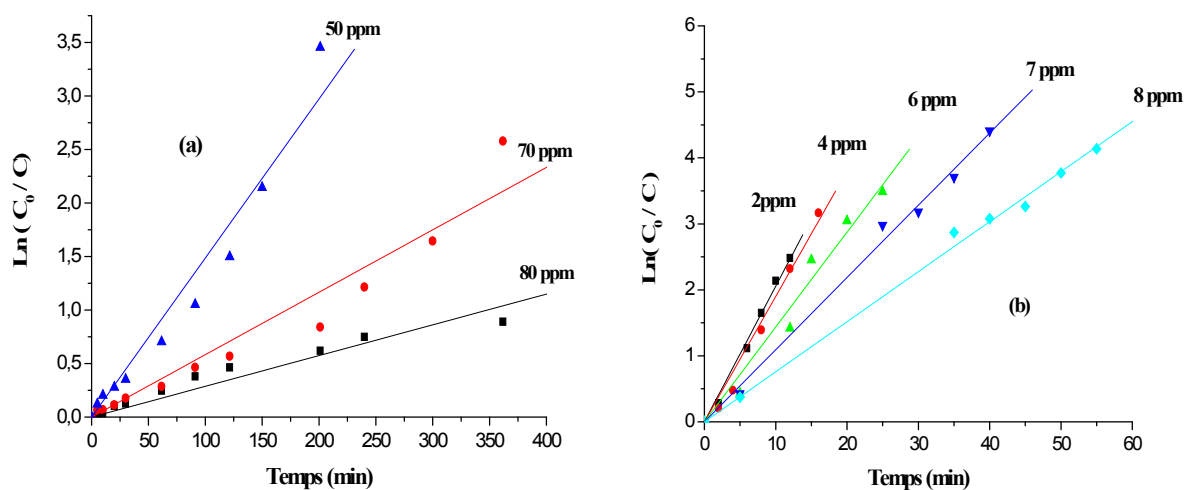 3,5
3,0
2,5
2,0
1,5
1,0
0,5
0,0
Ln ( C₀ / C )
(a)
50 ppm
70 ppm
80 ppm
0 50 100 150 200 250 300 350 400
Temps (min)
6
5
4
3
2
1
0
Ln( C₀ / C )
2ppm
4 ppm
6 ppm
7 ppm
8 ppm
(b)
0 10 20 30 40 50 60
Temps (min)